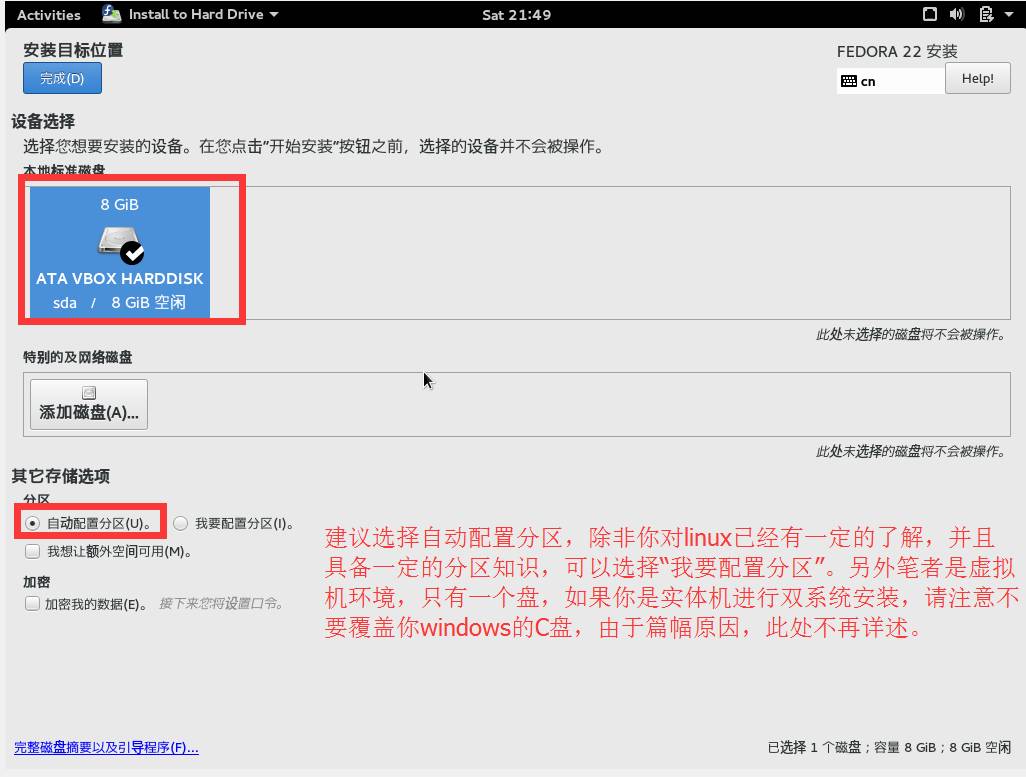 Activities Install to Hard Drive Sat 21:49
安装目标位置
FEDORA 22 安装
完成(D)
cn Help!
设备选择
选择您想要安装的设备。在您点击"开始安装"按钮之前，选择的设备并不会被操作。
本地标准磁盘
8 GiB
ATA VBOX HARDDISK
sda / 8 GiB 空闲
此处未选择的磁盘将不会被操作。
特别的及网络磁盘
添加磁盘(A)...
此处未选择的磁盘将不会被操作。
其它存储选项
分区
自动配置分区(U)。 我要配置分区(I)。
我想让额外空间可用(M)。
加密
加密我的数据(E)。 接下来您将设置口令。
建议选择自动配置分区，除非你对linux已经有一定的了解，并且
具备一定的分区知识，可以选择“我要配置分区”。另外笔者是虚拟
机环境，只有一个盘，如果你是实体机进行双系统安装，请注意不
要覆盖你windows的C盘，由于篇幅原因，此处不再详述。
完整磁盘摘要以及引导程序(F)...
已选择 1 个磁盘；容量 8 GiB；8 GiB 空闲